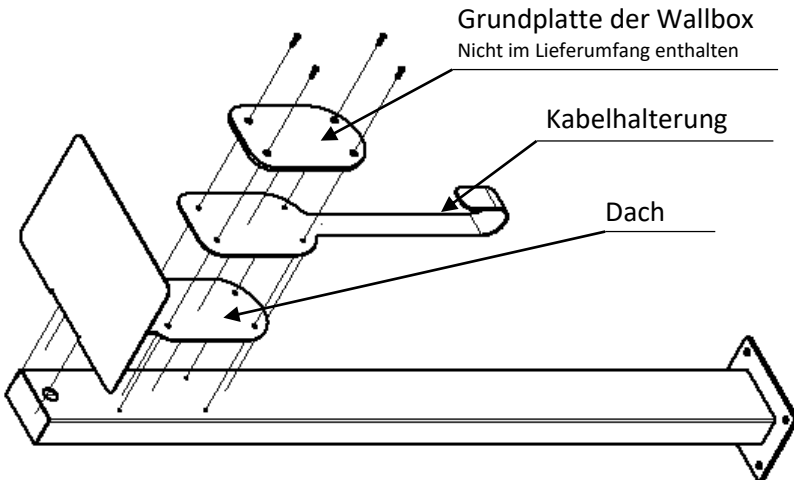 Grundplatte der Wallbox
Nicht im Lieferumfang enthalten
Kabelhalterung
Dach